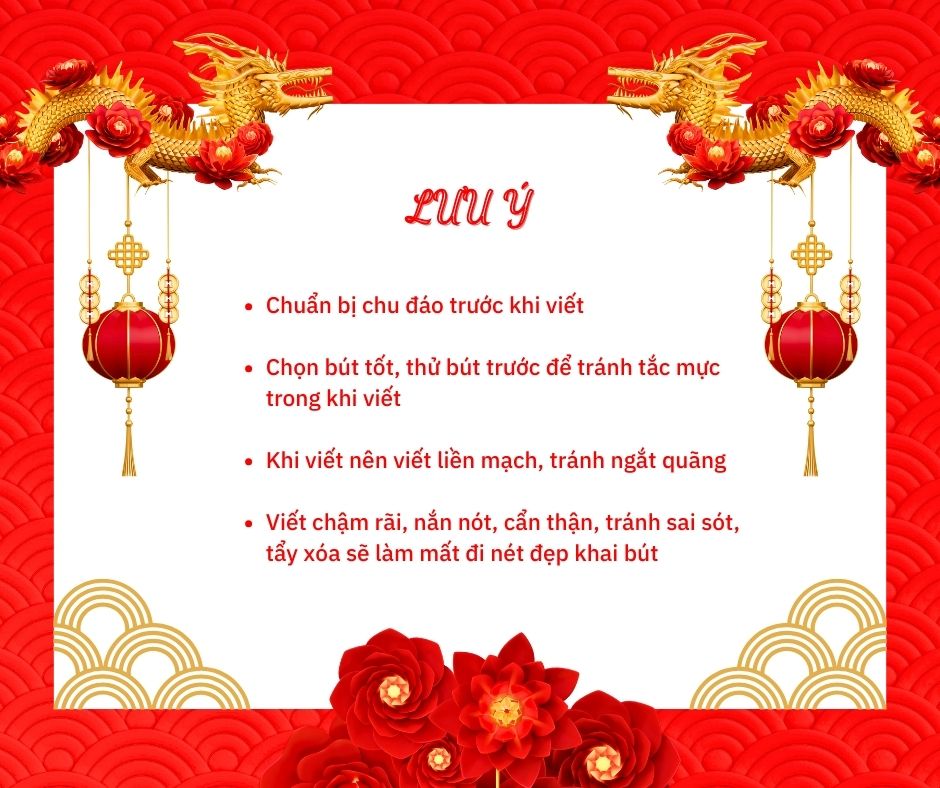 LƯU Ý
• Chuẩn bị chu đáo trước khi viết
• Chọn bút tốt, thử bút trước để tránh tắc mực
trong khi viết
• Khi viết nên viết liền mạch, tránh ngắt quãng
• Viết chậm rãi, nắn nót, cẩn thận, tránh sai sót,
tẩy xóa sẽ làm mất đi nét đẹp khai bút